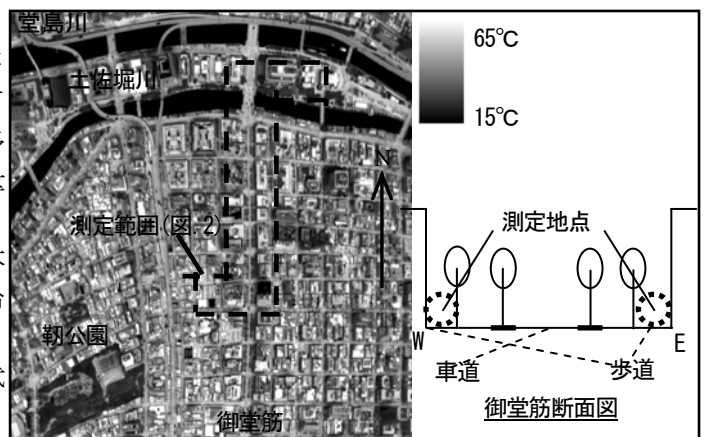 堂島川
土佐堀川
測定範囲(図.2)
靭公園
御堂筋
N
65℃
15℃
測定地点
W
E
車道
歩道
御堂筋断面図